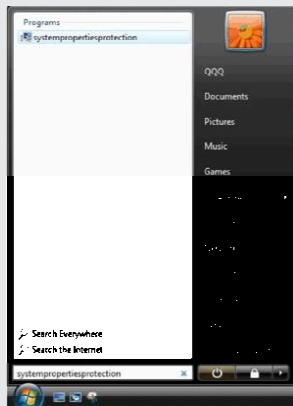 Programs
systempropertiesprotection
QQQ
Documents
Pictures
Music
Games
Search Everywhere
Search the Internet
systempropertiesprotection